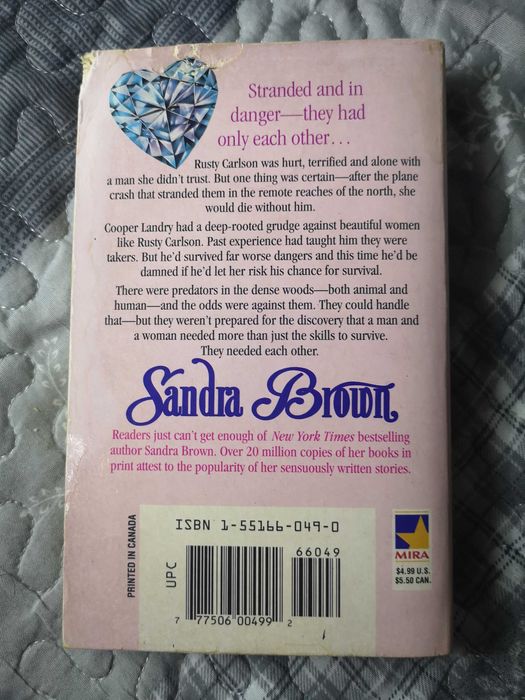 Stranded and in
danger—they had
only each other...
Rusty Carlson was hurt, terrified and alone with
a man she didn't trust. But one thing was certain—after the plane
crash that stranded them in the remote reaches of the north, she
would die without him.
Cooper Landry had a deep-rooted grudge against beautiful women
like Rusty Carlson. Past experience had taught him they were
takers. But he'd survived far worse dangers and this time he'd be
damned if he'd let her risk his chance for survival.
There were predators in the dense woods—both animal and
human—and the odds were against them. They could handle
that—but they weren't prepared for the discovery that a man and
a woman needed more than just the skills to survive.
They needed each other.
Sandra Brown
Readers just can't get enough of New York Times bestselling
author Sandra Brown. Over 20 million copies of her books in
print attest to the popularity of her sensuously written stories.
PRINTED IN CANADA
ISBN 1-55166-049-0
66049
UPC
7 77506 00499 2
MIRA
$4.99 U.S.
$5.50 CAN.